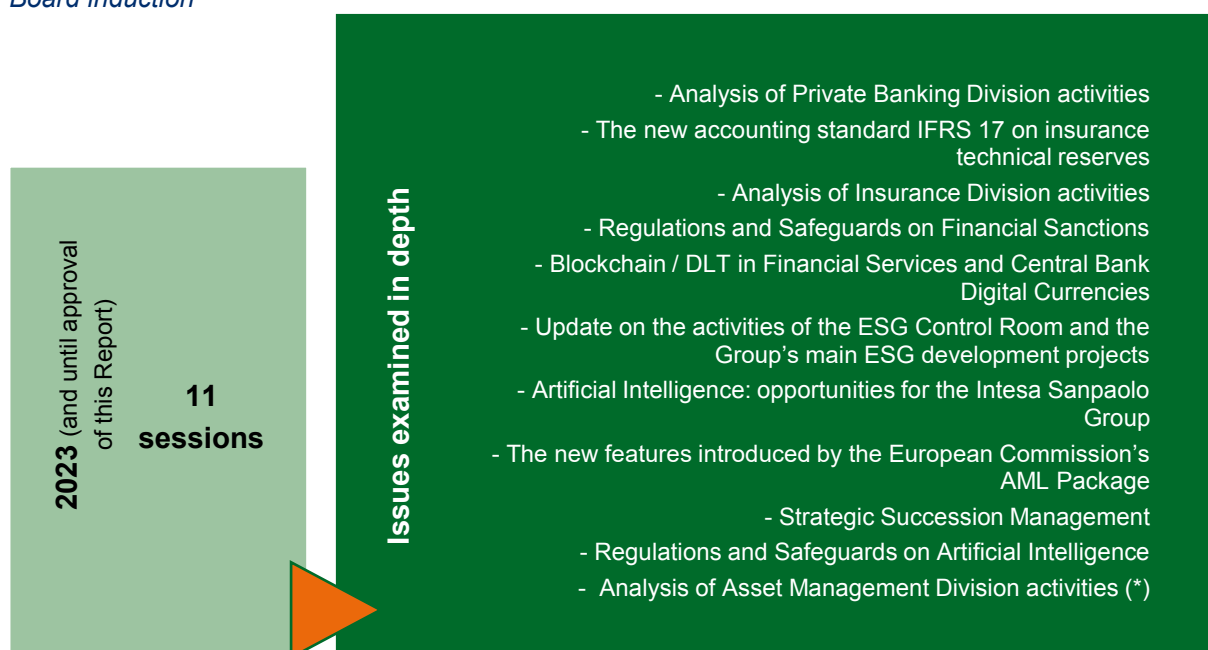 Board induction
2023 (and until approval
of this Report)
11
sessions
Issues examined in depth
- Analysis of Private Banking Division activities
- The new accounting standard IFRS 17 on insurance
technical reserves
- Analysis of Insurance Division activities
- Regulations and Safeguards on Financial Sanctions
- Blockchain / DLT in Financial Services and Central Bank
Digital Currencies
- Update on the activities of the ESG Control Room and the
Group’s main ESG development projects
- Artificial Intelligence: opportunities for the Intesa Sanpaolo
Group
- The new features introduced by the European Commission’s
AML Package
- Strategic Succession Management
- Regulations and Safeguards on Artificial Intelligence
- Analysis of Asset Management Division activities (*)